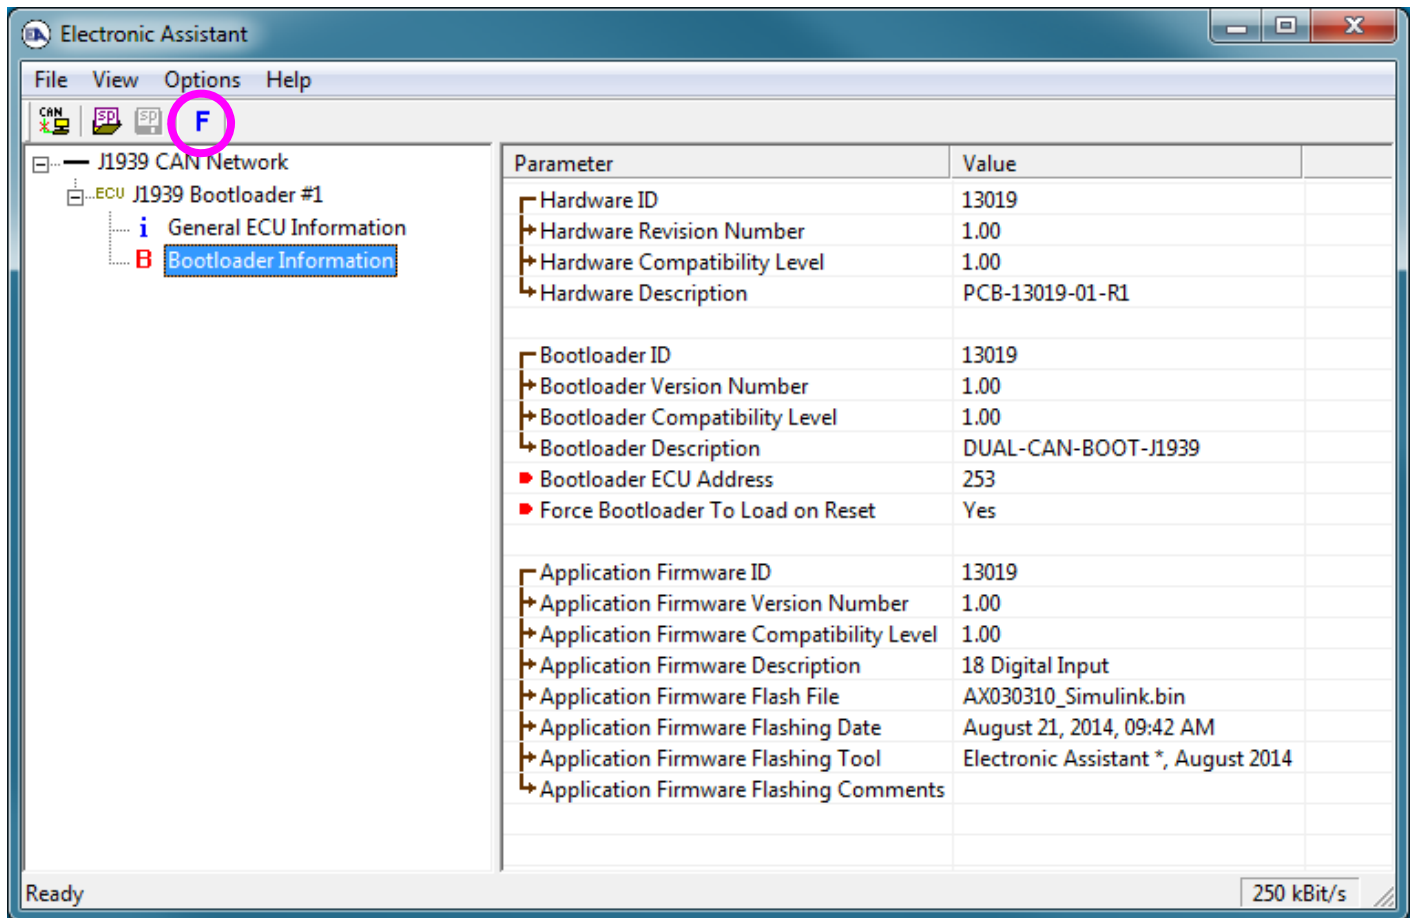 Electronic Assistant
File View Options Help
CAN SP SP F
J1939 CAN Network
ECU J1939 Bootloader #1
i General ECU Information
B Bootloader Information
Parameter Value
Hardware ID 13019
Hardware Revision Number 1.00
Hardware Compatibility Level 1.00
Hardware Description PCB-13019-01-R1
Bootloader ID 13019
Bootloader Version Number 1.00
Bootloader Compatibility Level 1.00
Bootloader Description DUAL-CAN-BOOT-J1939
Bootloader ECU Address 253
Force Bootloader To Load on Reset Yes
Application Firmware ID 13019
Application Firmware Version Number 1.00
Application Firmware Compatibility Level 1.00
Application Firmware Description 18 Digital Input
Application Firmware Flash File AX030310_Simulink.bin
Application Firmware Flashing Date August 21, 2014, 09:42 AM
Application Firmware Flashing Tool Electronic Assistant *, August 2014
Application Firmware Flashing Comments
Ready 250 kBit/s